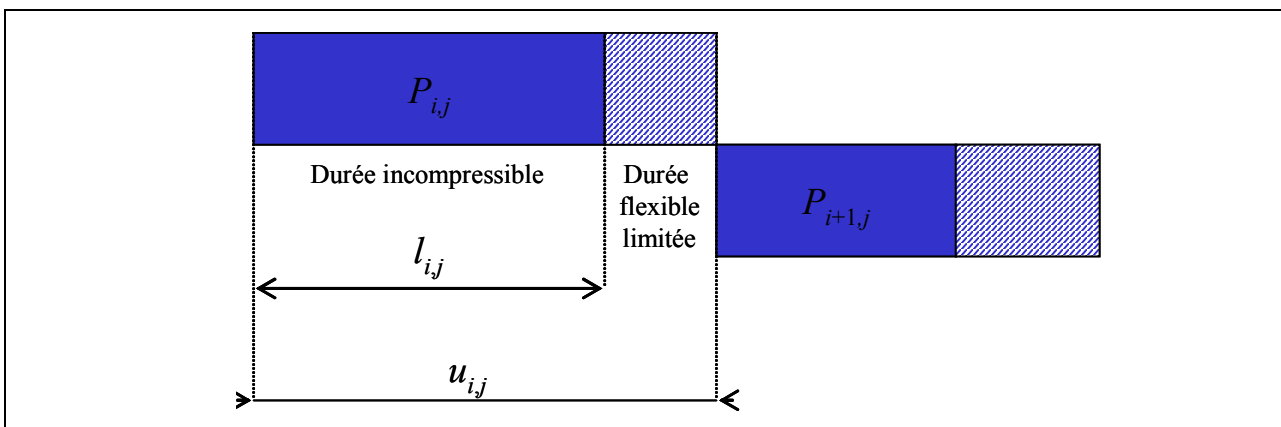 P_{i,j}
Durée incompressible
Durée
flexible
limitée
P_{i+1,j}
l_{i,j}
u_{i,j}